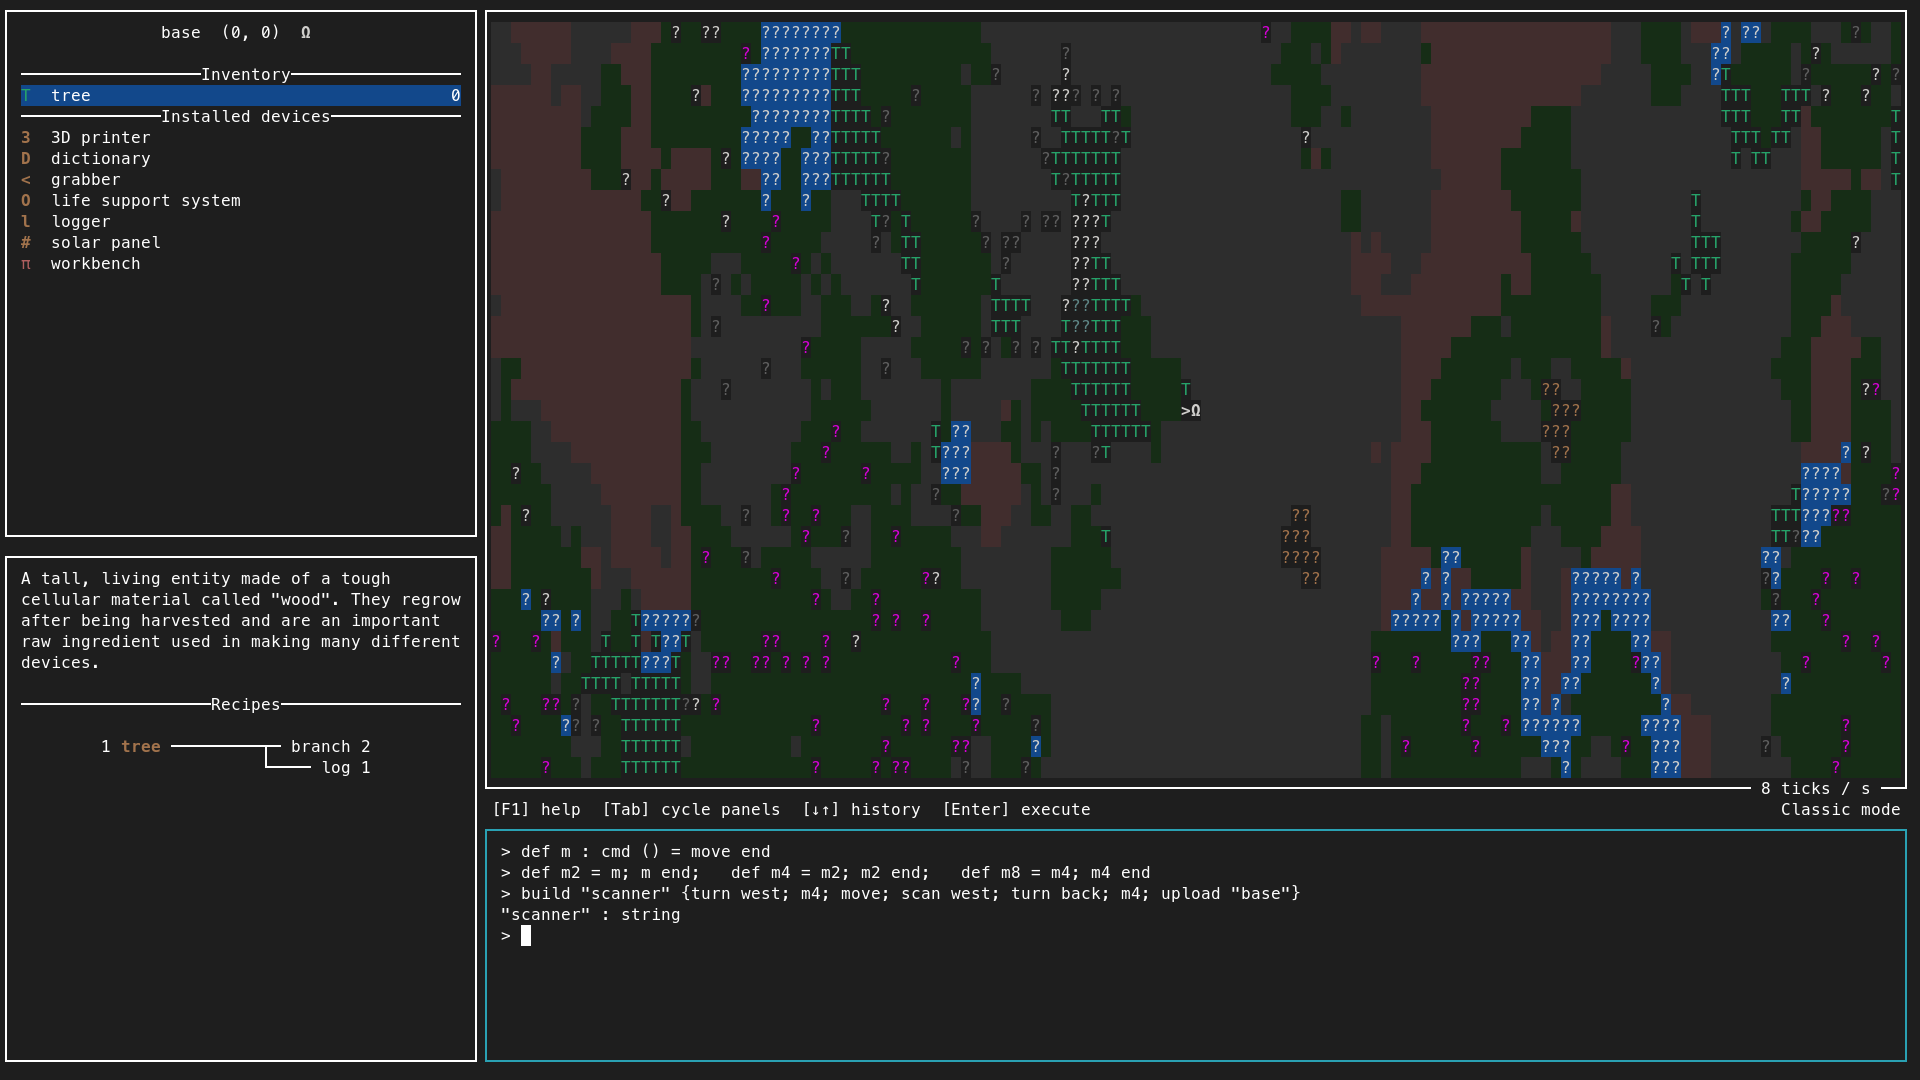 base (0, 0) Ω
Inventory
T tree 0
Installed devices
3 3D printer
D dictionary
< grabber
O life support system
l logger
# solar panel
π workbench
A tall, living entity made of a tough
cellular material called "wood". They regrow
after being harvested and are an important
raw ingredient used in making many different
devices.
Recipes
1 tree branch 2
log 1
>Ω
8 ticks / s
[F1] help [Tab] cycle panels [↓↑] history [Enter] execute Classic mode
> def m : cmd () = move end
> def m2 = m; m end; def m4 = m2; m2 end; def m8 = m4; m4 end
> build "scanner" {turn west; m4; move; scan west; turn back; m4; upload "base"}
"scanner" : string
>